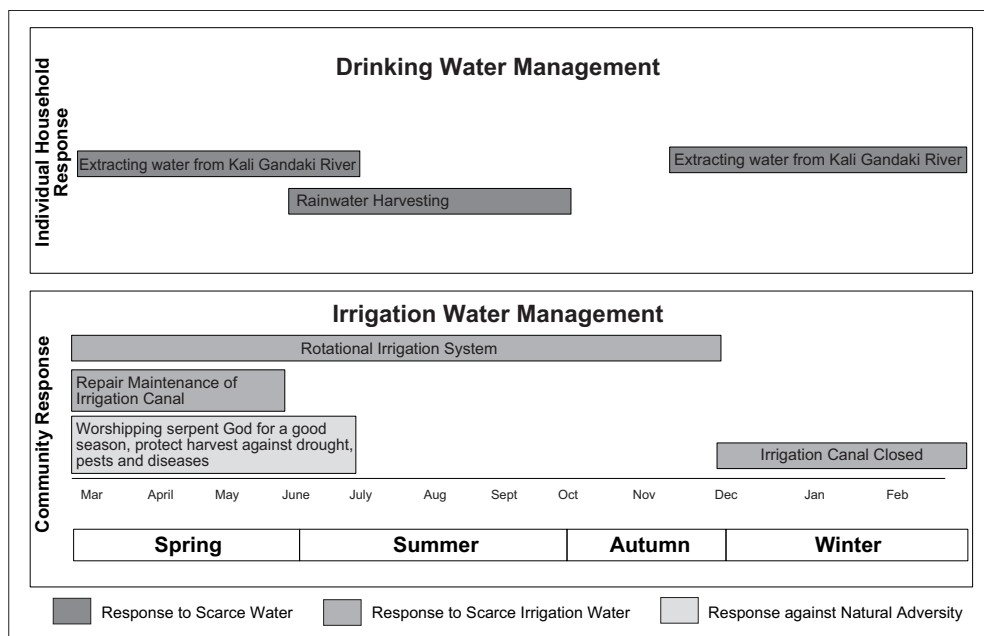 Drinking Water Management
Individual Household
Response
Extracting water from Kali Gandaki River
Extracting water from Kali Gandaki River
Rainwater Harvesting
Irrigation Water Management
Community Response
Rotational Irrigation System
Repair Maintenance of
Irrigation Canal
Worshipping serpent God for a good
season, protect harvest against drought,
pests and diseases
Irrigation Canal Closed
Mar April May June July Aug Sept Oct Nov Dec Jan Feb
Spring Summer Autumn Winter
Response to Scarce Water Response to Scarce Irrigation Water Response against Natural Adversity